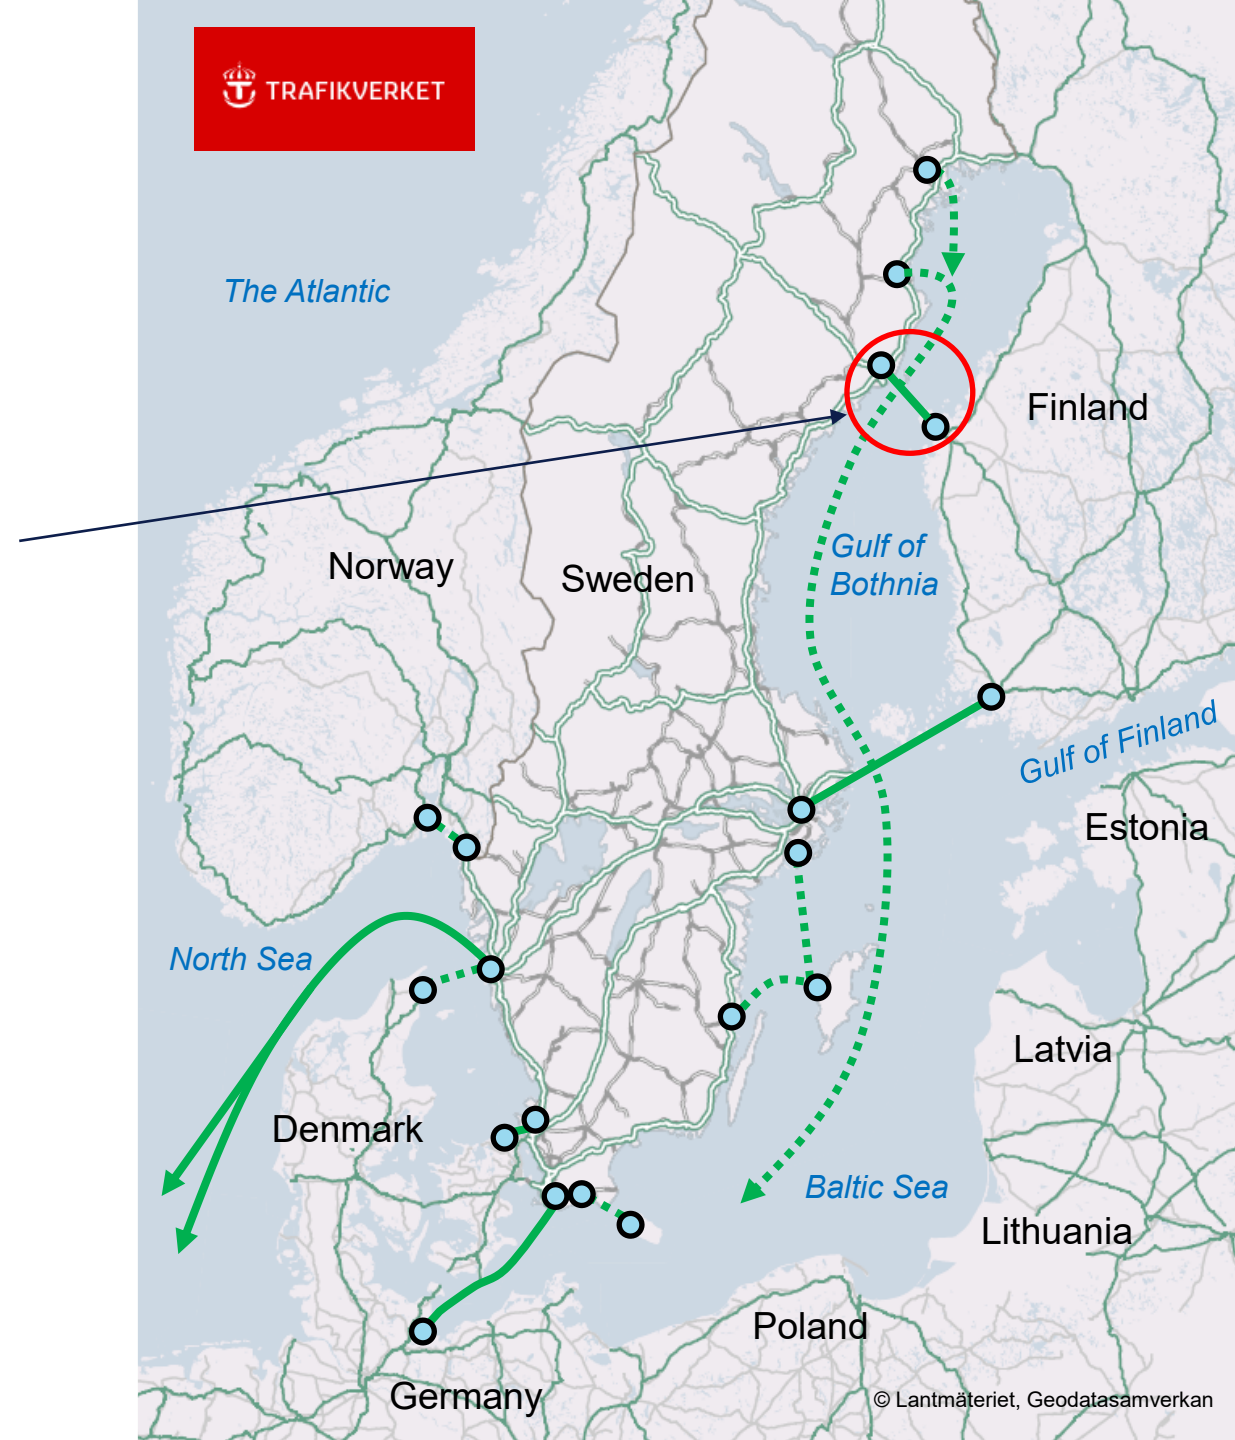 TRAFIKVERKET
The Atlantic
Finland
Gulf of
Bothnia
Norway
Sweden
Gulf of Finland
Estonia
North Sea
Latvia
Denmark
Baltic Sea
Lithuania
Poland
Germany
© Lantmäteriet, Geodatasamverkan